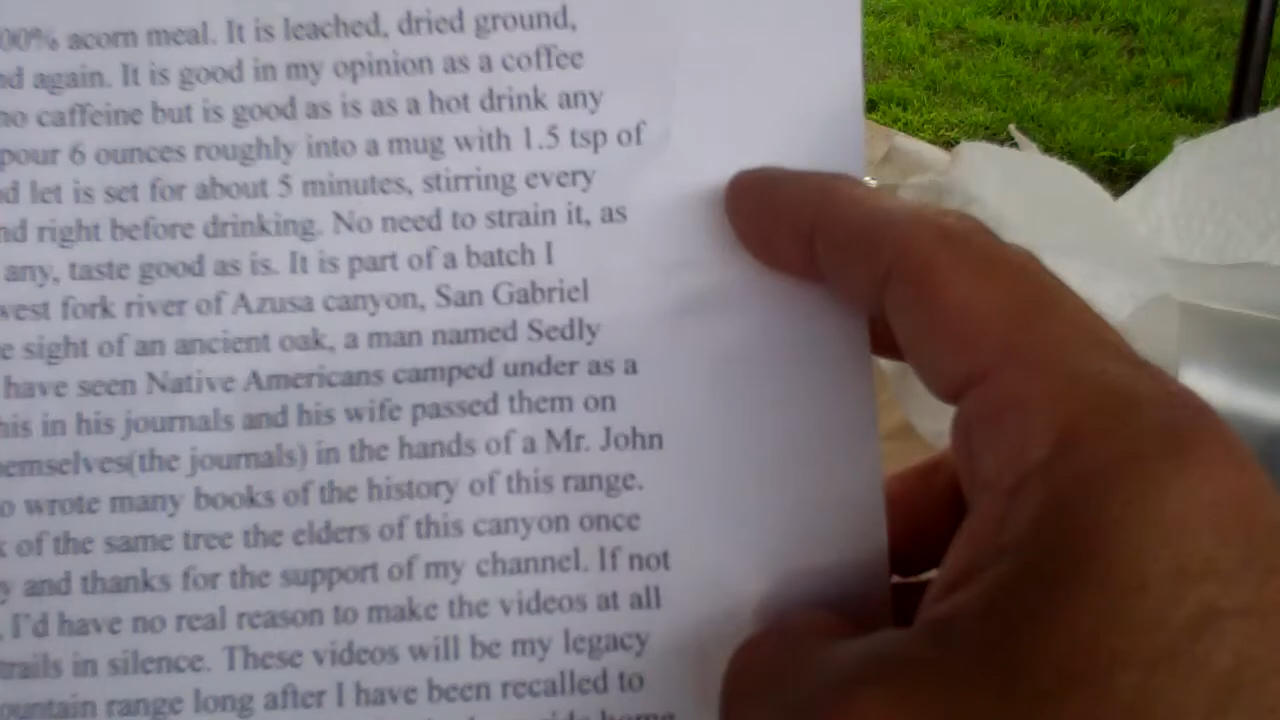 00% acorn meal. It is leached, dried ground,
nd again. It is good in my opinion as a coffee
no caffeine but is good as is as a hot drink any
pour 6 ounces roughly into a mug with 1.5 tsp of
d let is set for about 5 minutes, stirring every
nd right before drinking. No need to strain it, as
any, taste good as is. It is part of a batch I
west fork river of Azusa canyon, San Gabriel
e sight of an ancient oak, a man named Sedly
have seen Native Americans camped under as a
his in his journals and his wife passed them on
emselves(the journals) in the hands of a Mr. John
o wrote many books of the history of this range.
of the same tree the elders of this canyon once
y and thanks for the support of my channel. If not
, I'd have no real reason to make the videos at all
trails in silence. These videos will be my legacy
ountain range long after I have been recalled to
home